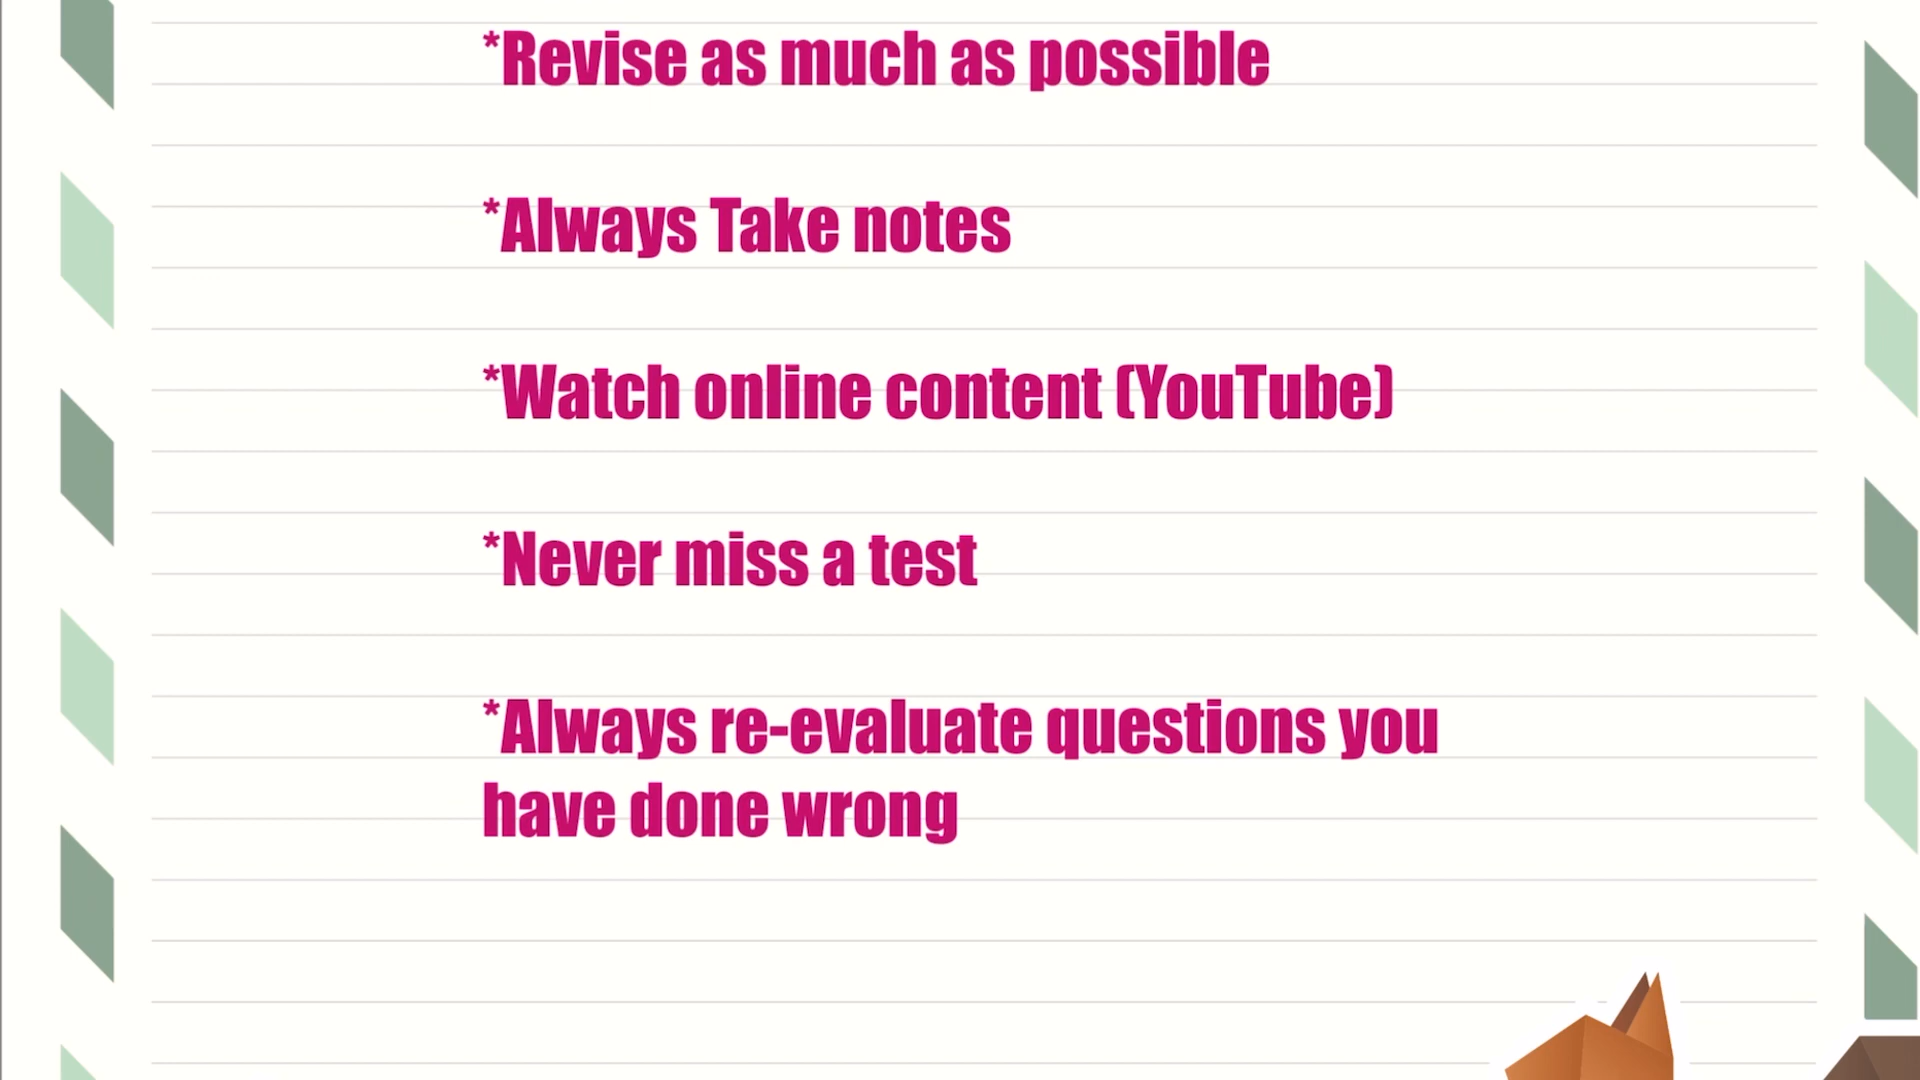 *Revise as much as possible
*Always Take notes
*Watch online content (YouTube)
*Never miss a test
*Always re-evaluate questions you
have done wrong